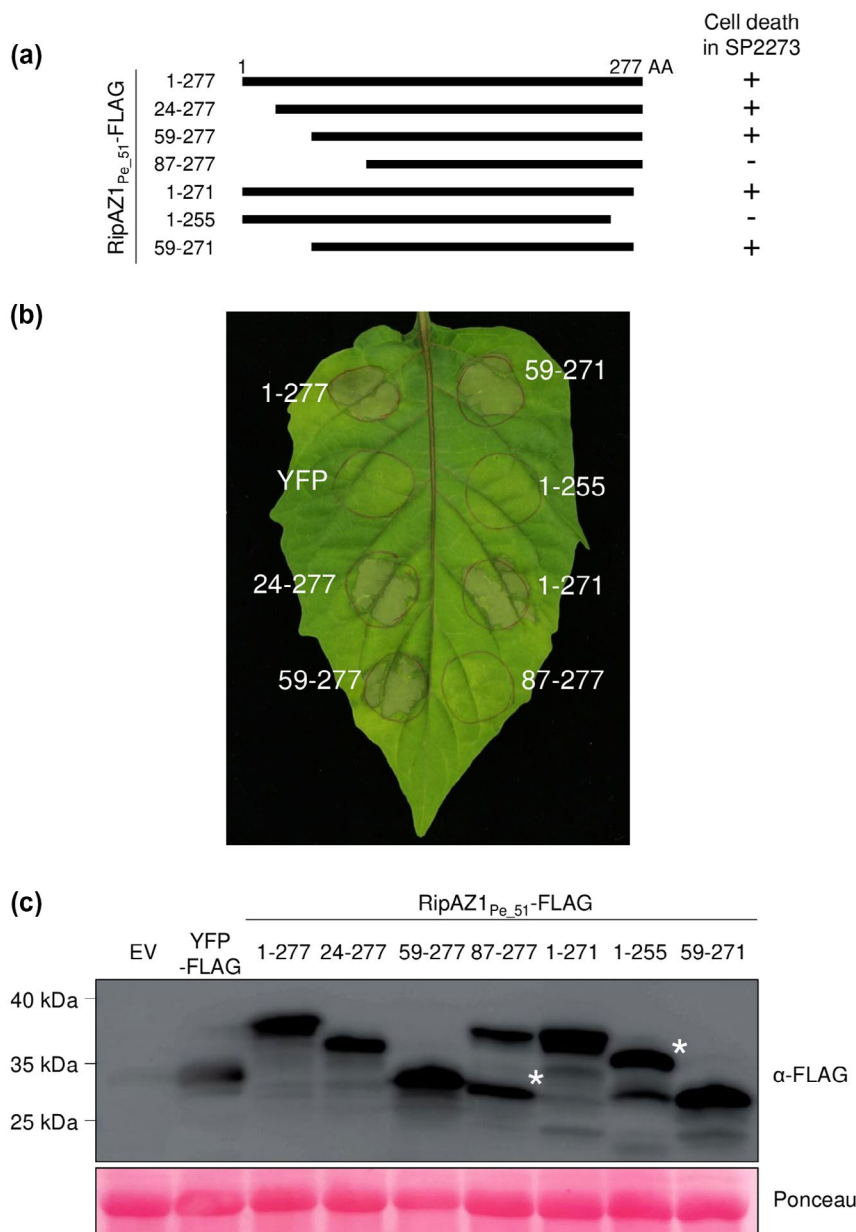 (a)
Cell death
in SP2273
1 277 AA
RipAZ1Pe_51-FLAG
1-277 +
24-277 +
59-277 +
87-277 -
1-271 +
1-255 -
59-271 +
(b)
1-277 59-271
YFP 1-255
24-277 1-271
59-277 87-277
(c)
RipAZ1Pe_51-FLAG
EV YFP
-FLAG
1-277 24-277 59-277 87-277 1-271 1-255 59-271
40 kDa
35 kDa
25 kDa
*
*
α-FLAG
Ponceau